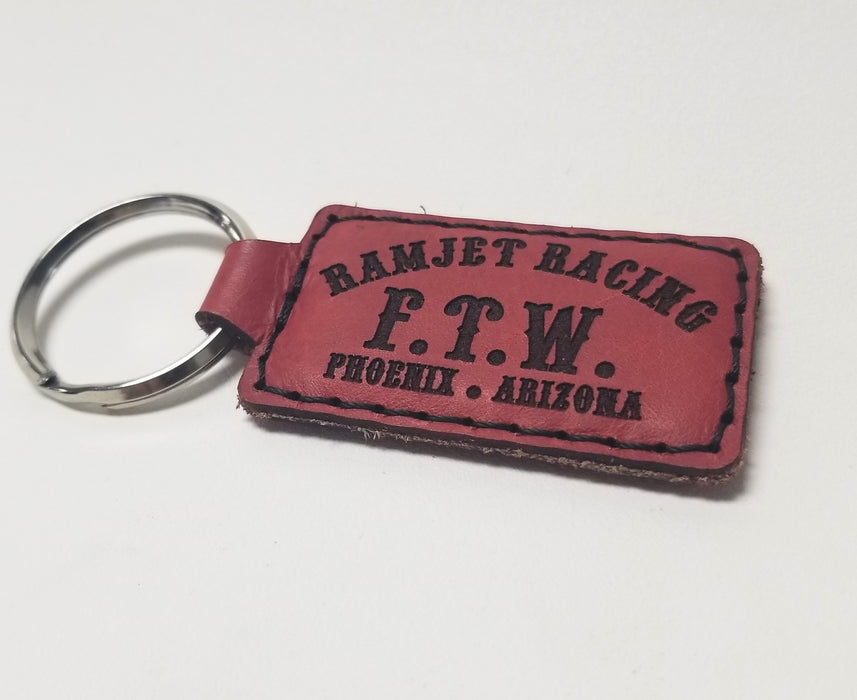 RAMJET RACING
F.T.W.
PHOENIX . ARIZONA